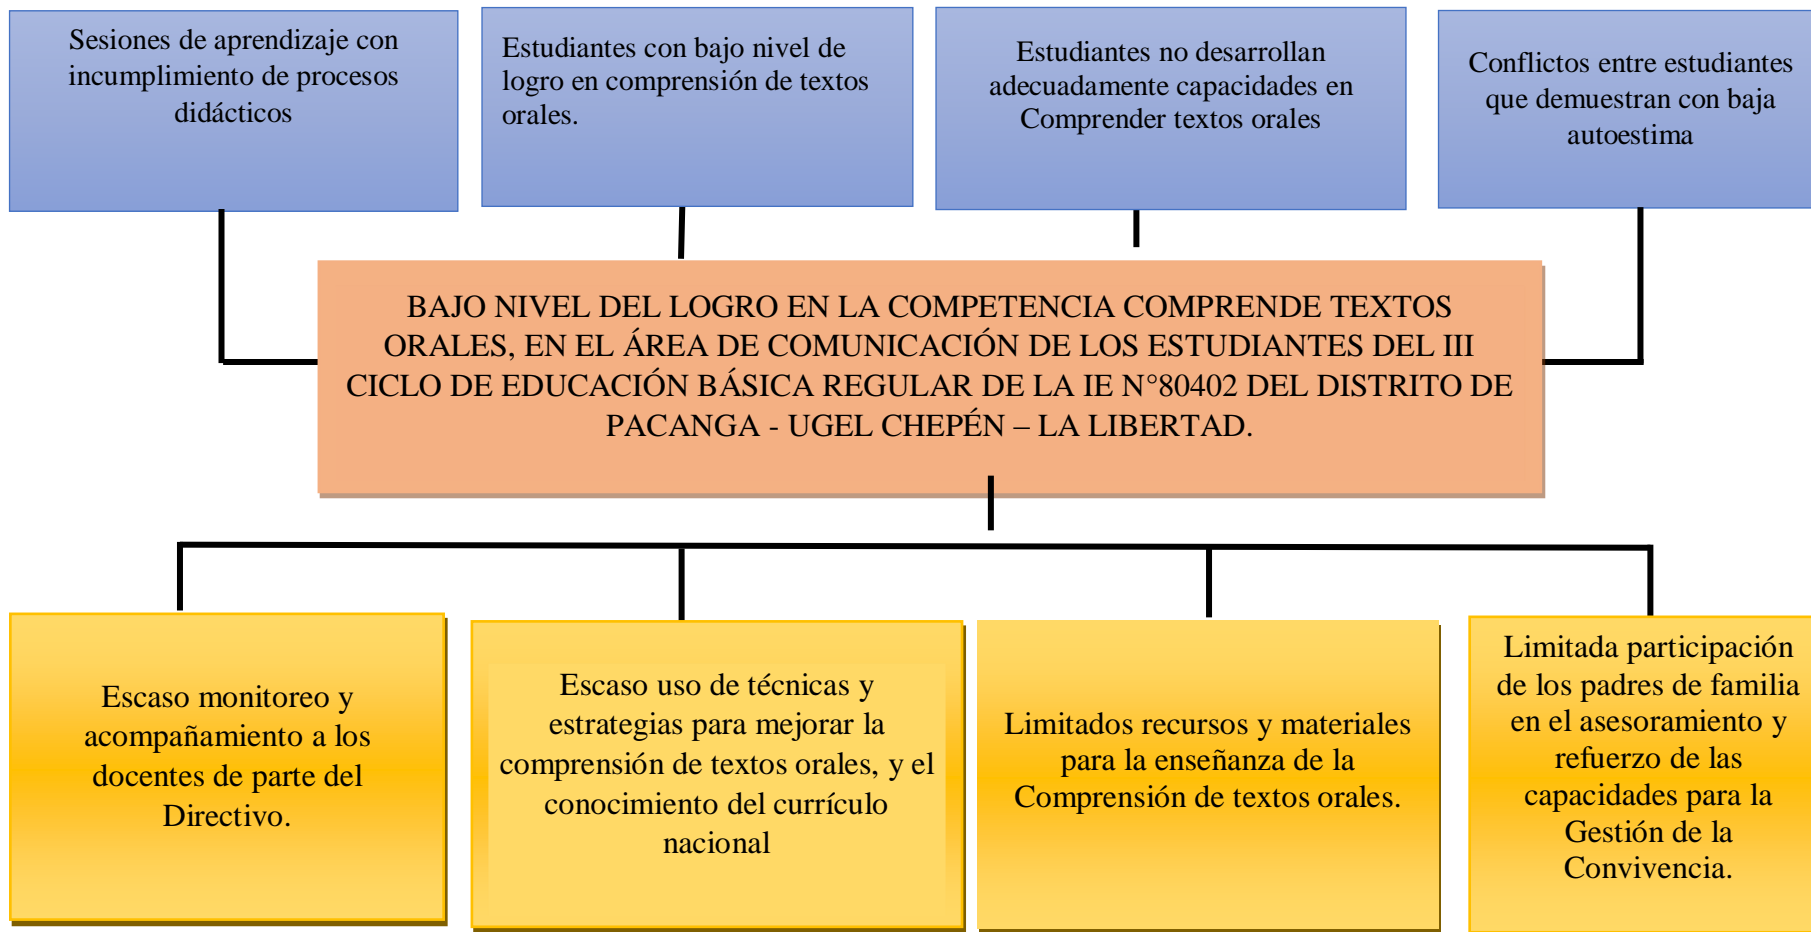 Sesiones de aprendizaje con
incumplimiento de procesos
didácticos
Estudiantes con bajo nivel de
logro en comprensión de textos
orales.
Estudiantes no desarrollan
adecuadamente capacidades en
Comprender textos orales
Conflictos entre estudiantes
que demuestran con baja
autoestima
BAJO NIVEL DEL LOGRO EN LA COMPETENCIA COMPRENDE TEXTOS
ORALES, EN EL ÁREA DE COMUNICACIÓN DE LOS ESTUDIANTES DEL III
CICLO DE EDUCACIÓN BÁSICA REGULAR DE LA IE N°80402 DEL DISTRITO DE
PACANGA - UGEL CHEPÉN – LA LIBERTAD.
Escaso monitoreo y
acompañamiento a los
docentes de parte del
Directivo.
Escaso uso de técnicas y
estrategias para mejorar la
comprensión de textos orales, y el
conocimiento del currículo
nacional
Limitados recursos y materiales
para la enseñanza de la
Comprensión de textos orales.
Limitada participación
de los padres de familia
en el asesoramiento y
refuerzo de las
capacidades para la
Gestión de la
Convivencia.